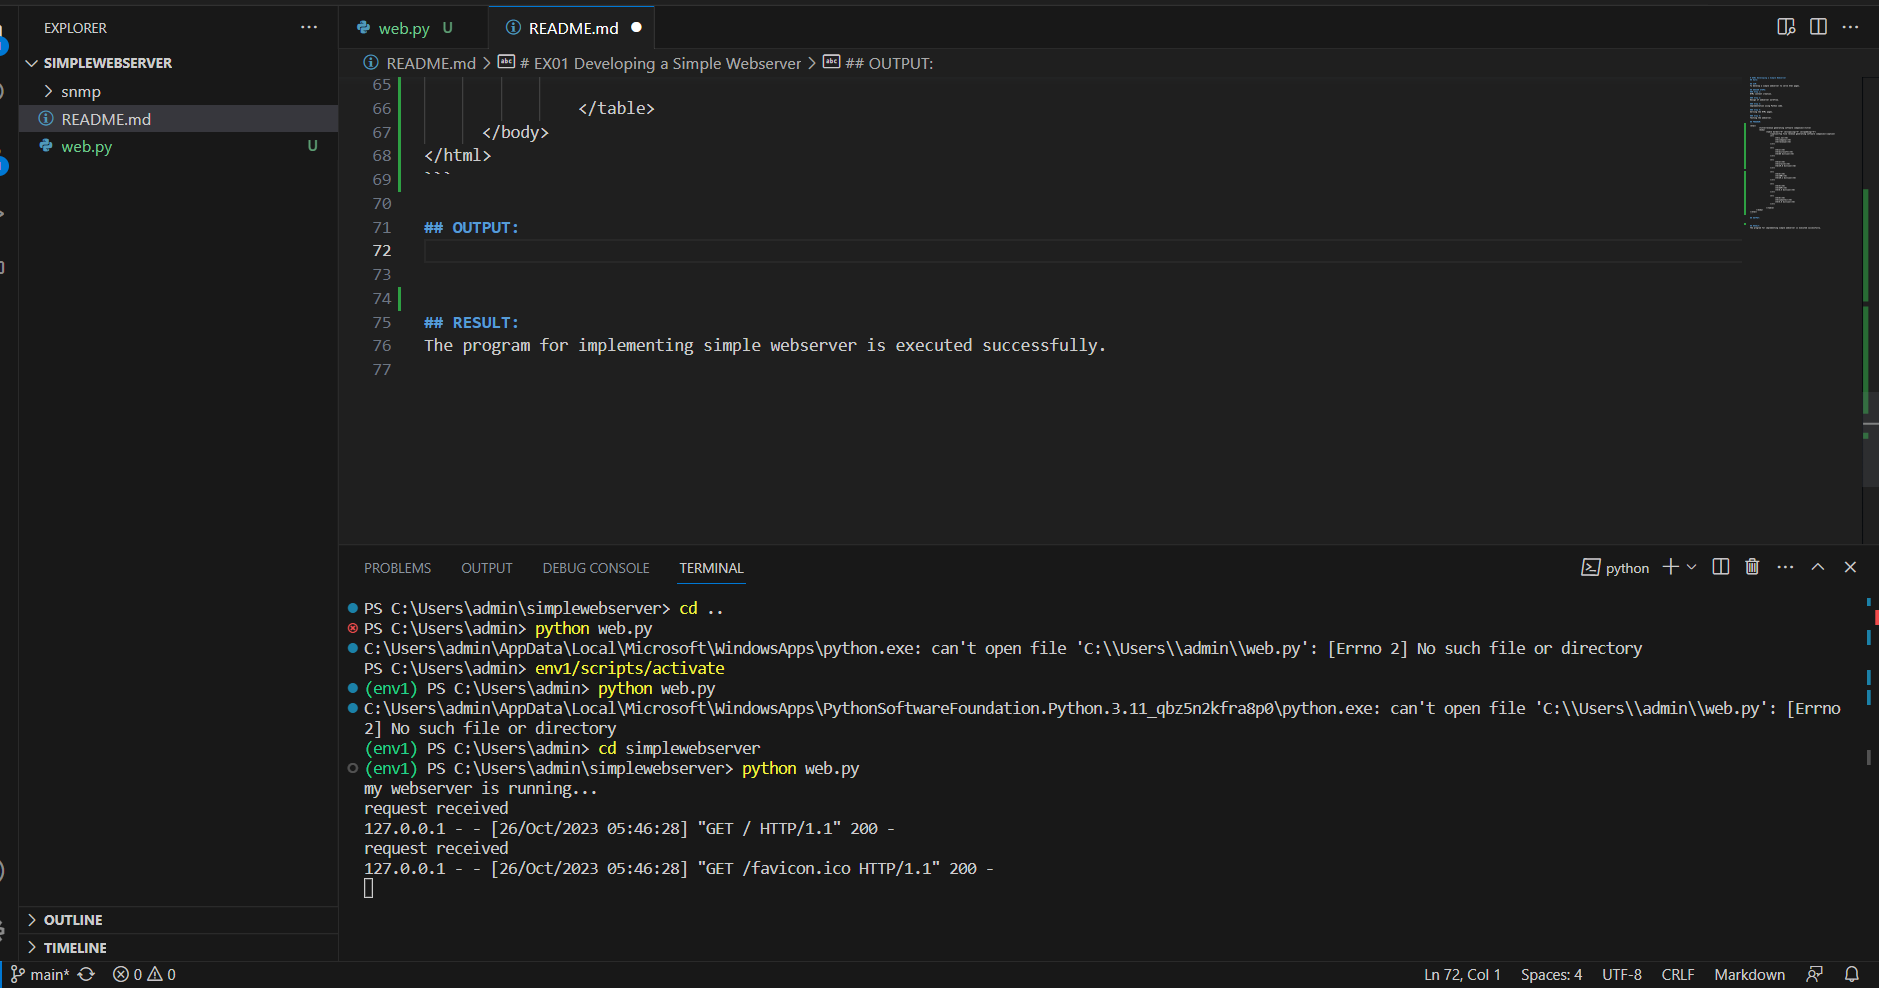 EXPLORER
SIMPLEWEBSERVER
snmp
README.md
web.py U
OUTLINE
TIMELINE
web.py U
README.md
README.md > # EX01 Developing a Simple Webserver > ## OUTPUT:
65
66 </table>
67 </body>
68 </html>
69 ```
70
71 ## OUTPUT:
72
73
74
75 ## RESULT:
76 The program for implementing simple webserver is executed successfully.
77
PROBLEMS OUTPUT DEBUG CONSOLE TERMINAL
python
PS C:\Users\admin\simplewebserver> cd ..
PS C:\Users\admin> python web.py
C:\Users\admin\AppData\Local\Microsoft\WindowsApps\python.exe: can't open file 'C:\\Users\\admin\\web.py': [Errno 2] No such file or directory
PS C:\Users\admin> env1/scripts/activate
(env1) PS C:\Users\admin> python web.py
C:\Users\admin\AppData\Local\Microsoft\WindowsApps\PythonSoftwareFoundation.Python.3.11_qbz5n2kfra8p0\python.exe: can't open file 'C:\\Users\\admin\\web.py': [Errno
2] No such file or directory
(env1) PS C:\Users\admin> cd simplewebserver
(env1) PS C:\Users\admin\simplewebserver> python web.py
my webserver is running...
request received
127.0.0.1 - - [26/Oct/2023 05:46:28] "GET / HTTP/1.1" 200 -
request received
127.0.0.1 - - [26/Oct/2023 05:46:28] "GET /favicon.ico HTTP/1.1" 200 -
main* 0 0
Ln 72, Col 1 Spaces: 4 UTF-8 CRLF Markdown